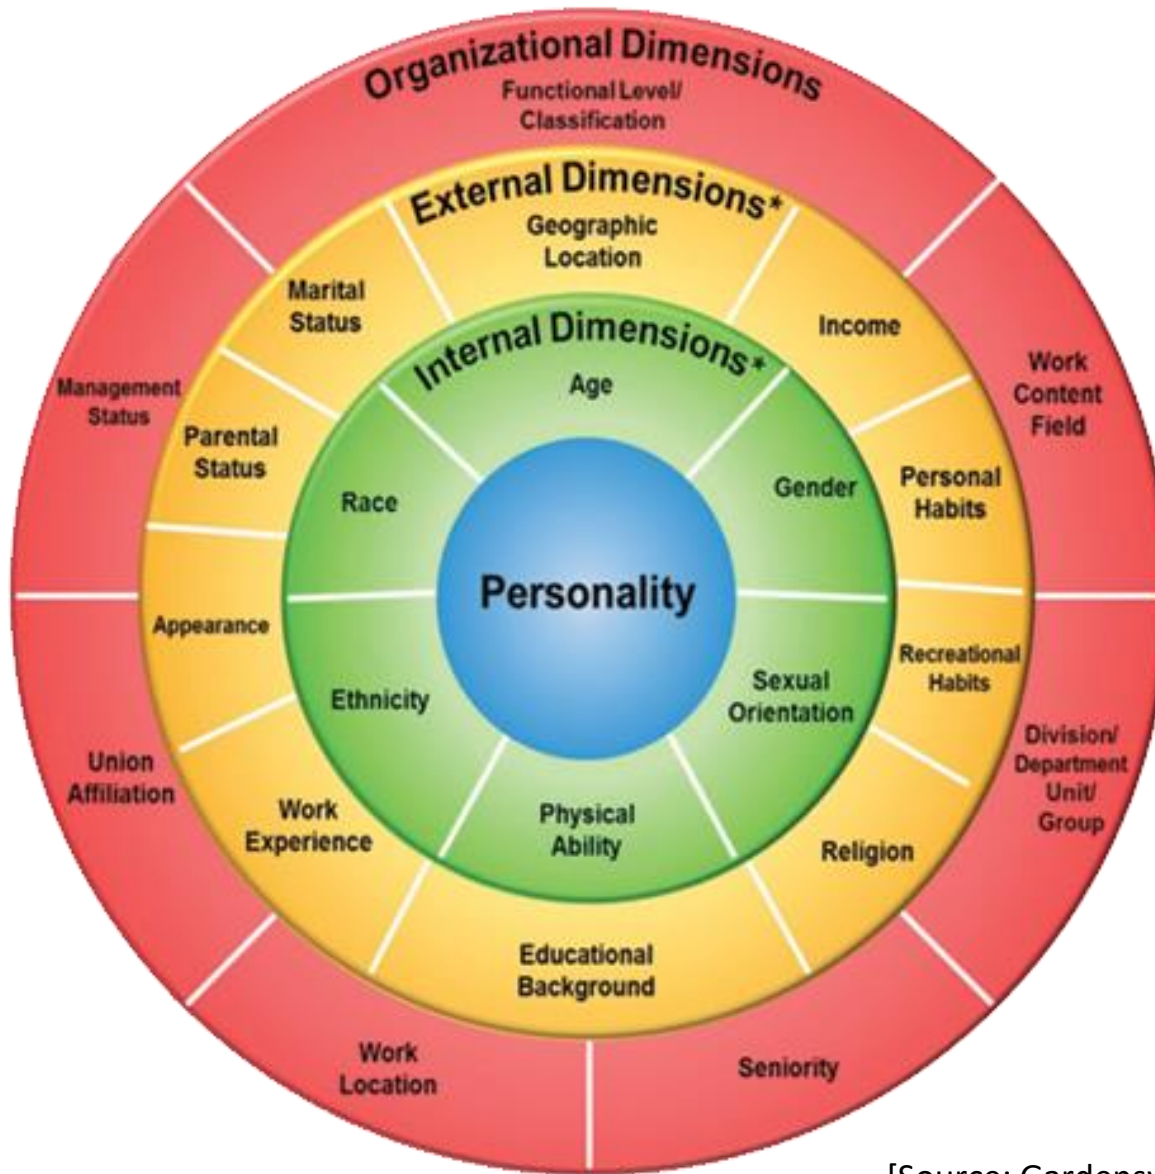 Organizational Dimensions
Functional Level/
Classification
Work
Content
Field
Division/
Department
Unit/
Group
Seniority
Work
Location
Union
Affiliation
Management
Status
External Dimensions*
Geographic
Location
Income
Personal
Habits
Recreational
Habits
Religion
Educational
Background
Work
Experience
Appearance
Parental
Status
Marital
Status
Internal Dimensions*
Age
Gender
Sexual
Orientation
Physical
Ability
Ethnicity
Race
Personality
[Source: